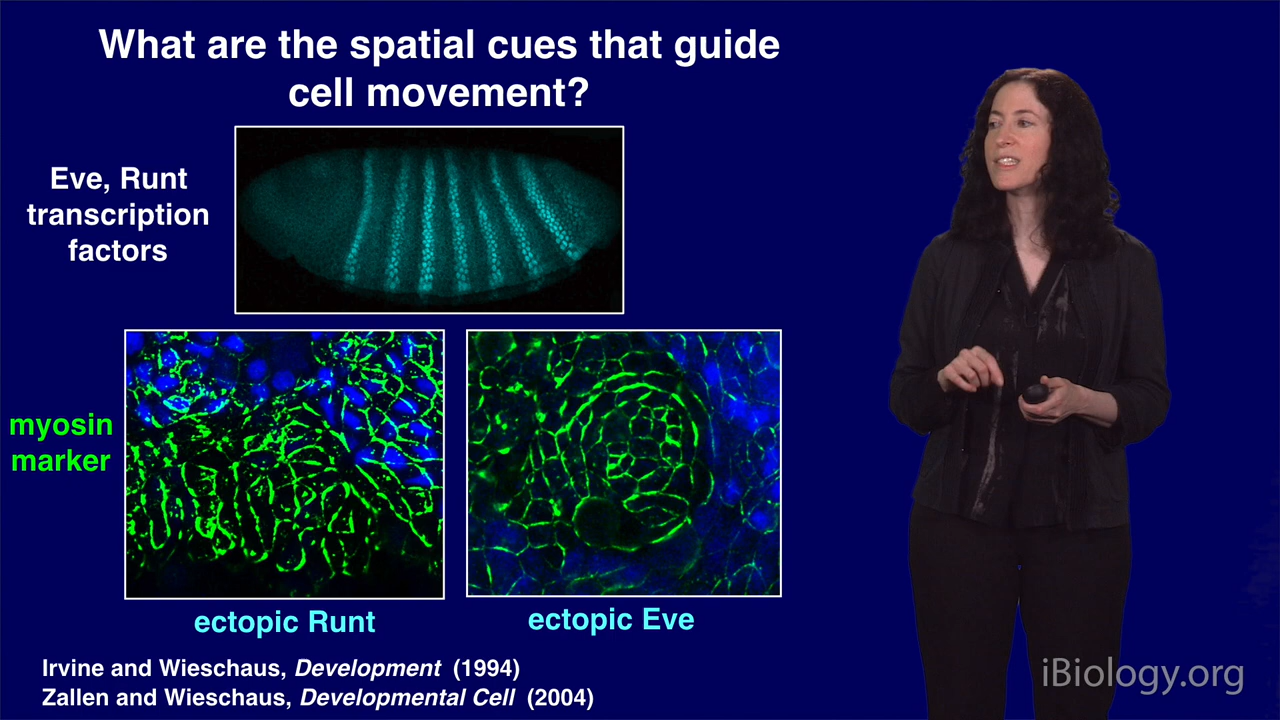 What are the spatial cues that guide
cell movement?
Eve, Runt
transcription
factors
myosin
marker
ectopic Runt
ectopic Eve
Irvine and Wieschaus, Development (1994)
Zallen and Wieschaus, Developmental Cell (2004)
iBiology.org